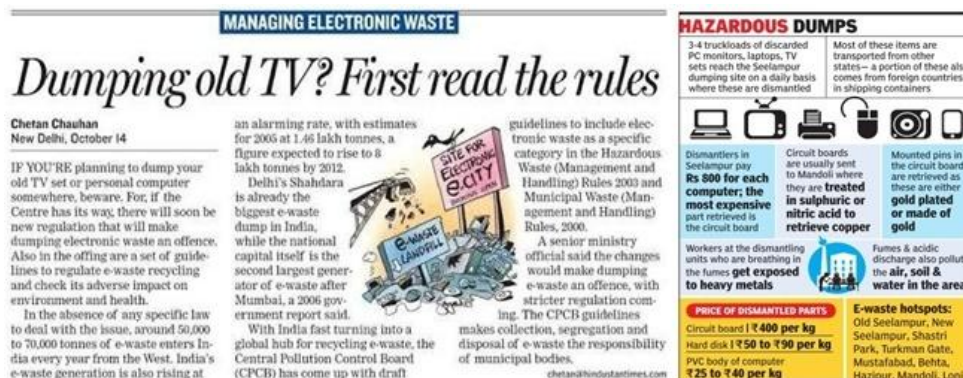 MANAGING ELECTRONIC WASTE
Dumping old TV? First read the rules
Chetan Chauhan
New Delhi, October 14
IF YOU'RE planning to dump your
old TV set or personal computer
somewhere, beware. For, if the
Centre has its way, there will soon be
new regulation that will make
dumping electronic waste an offence.
Also in the offing are a set of guide-
lines to regulate e-waste recycling
and check its adverse impact on
environment and health.
In the absence of any specific law
to deal with the issue, around 50,000
to 70,000 tonnes of e-waste enters In-
dia every year from the West. India's
e-waste generation is also rising at
an alarming rate, with estimates
for 2005 at 1.46 lakh tonnes, a
figure expected to rise to 8
lakh tonnes by 2012.
Delhi's Shahdara
is already the
biggest e-waste
dump in India,
while the national
capital itself is the
second largest gener-
ator of e-waste after
Mumbai, a 2006 gov-
ernment report said.
With India fast turning into a
global hub for recycling e-waste, the
Central Pollution Control Board
(CPCB) has come up with draft
SITE FOR
ELECTRONIC
e.CITY
OPEN
e-WASTE
LANDFILL
guidelines to include elec-
tronic waste as a specific
category in the Hazardous
Waste (Management and
Handling) Rules 2003 and
Municipal Waste (Man-
agement and Handling)
Rules, 2000.
A senior ministry
official said the changes
would make dumping
e-waste an offence, with
stricter regulation com-
ing. The CPCB guidelines
makes collection, segregation and
disposal of e-waste the responsibility
of municipal bodies.
chetan@hindustantimes.com
HAZARDOUS DUMPS
3-4 truckloads of discarded
PC monitors, laptops, TV
sets reach the Seelampur
dumping site on a daily basis
where these are dismantled
Most of these items are
transported from other
states— a portion of these als
comes from foreign countries
in shipping containers
Dismantlers in
Seelampur pay
Rs 800 for each
computer; the
most expensive
part retrieved is
the circuit board
Circuit boards
are usually sent
to Mandoli where
they are treated
in sulphuric or
nitric acid to
retrieve copper
Mounted pins in
the circuit board
are retrieved as
these are either
gold plated
or made of
gold
Workers at the dismantling
units who are breathing in
the fumes get exposed
to heavy metals
Fumes & acidic
discharge also pollut
the air, soil &
water in the area
PRICE OF DISMANTLED PARTS
Circuit board | ₹400 per kg
Hard disk | ₹50 to ₹90 per kg
PVC body of computer
₹25 to ₹40 per kg
E-waste hotspots:
Old Seelampur, New
Seelampur, Shastri
Park, Turkman Gate,
Mustafabad, Behta,
Hazipur, Mandoli, Loni